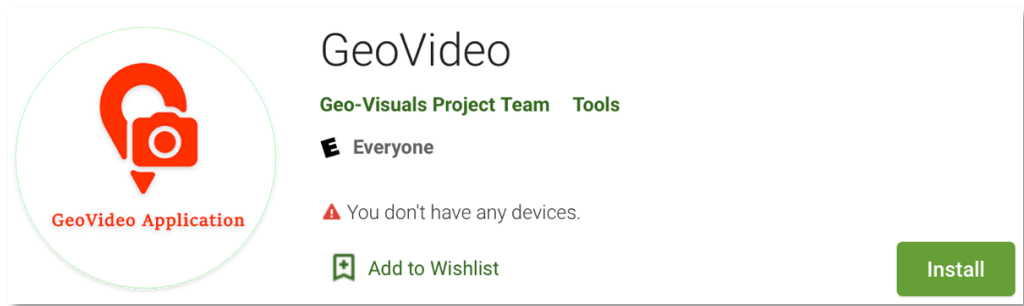 GeoVideo
Geo-Visuals Project Team Tools
E Everyone
GeoVideo Application
You don't have any devices.
Add to Wishlist
Install